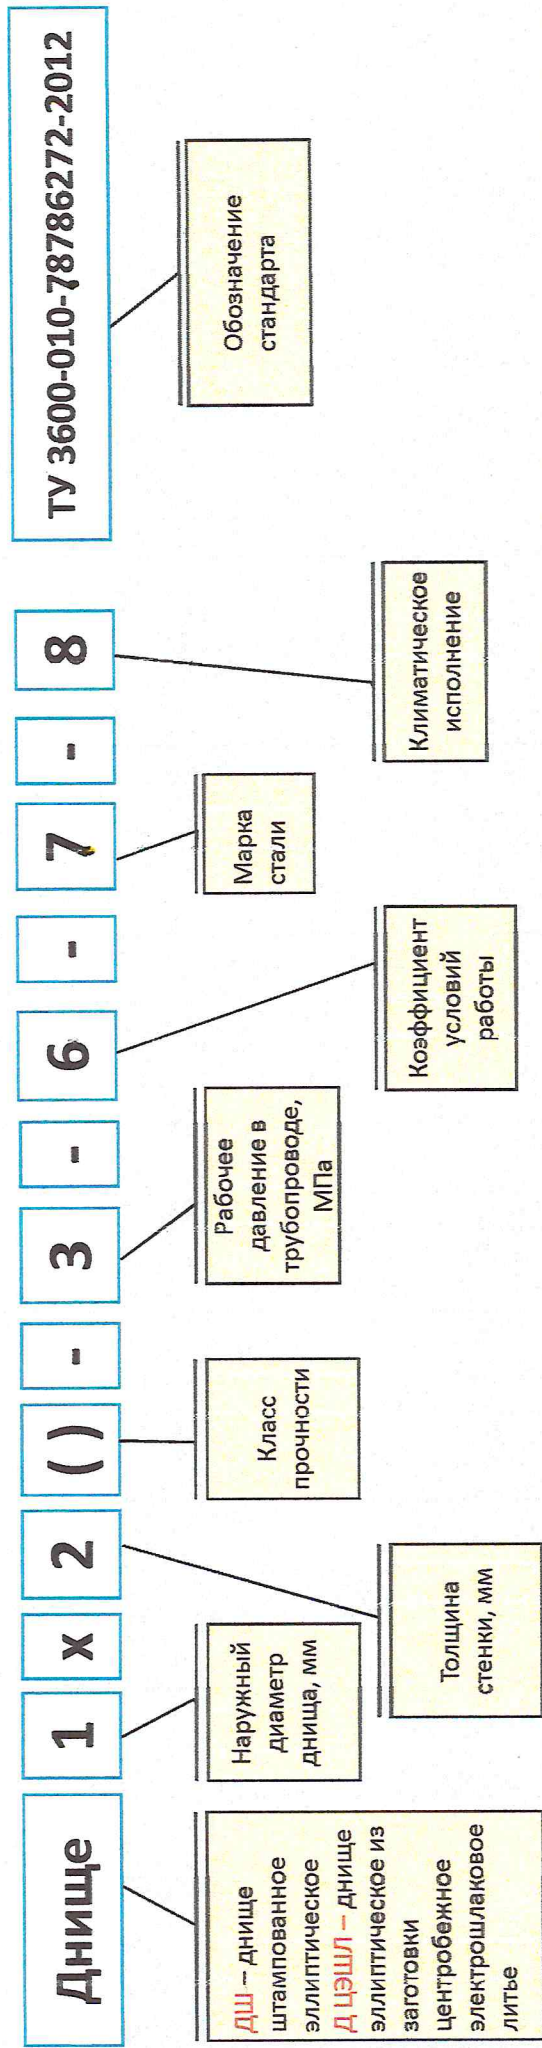 Днище 1 x 2 ( ) - 3 - 6 - 7 - 8 ТУ 3600-010-78786272-2012
ДШ – днище
штампованное
эллиптическое
Д ЦЭШЛ – днище
эллиптическое из
заготовки
центробежное
электрошлаковое
литье
Наружный
диаметр
днища, мм
Толщина
стенки, мм
Класс
прочности
Рабочее
давление в
трубопроводе,
МПа
Коэффициент
условий
работы
Марка
стали
Климатическое
исполнение
Обозначение
стандарта